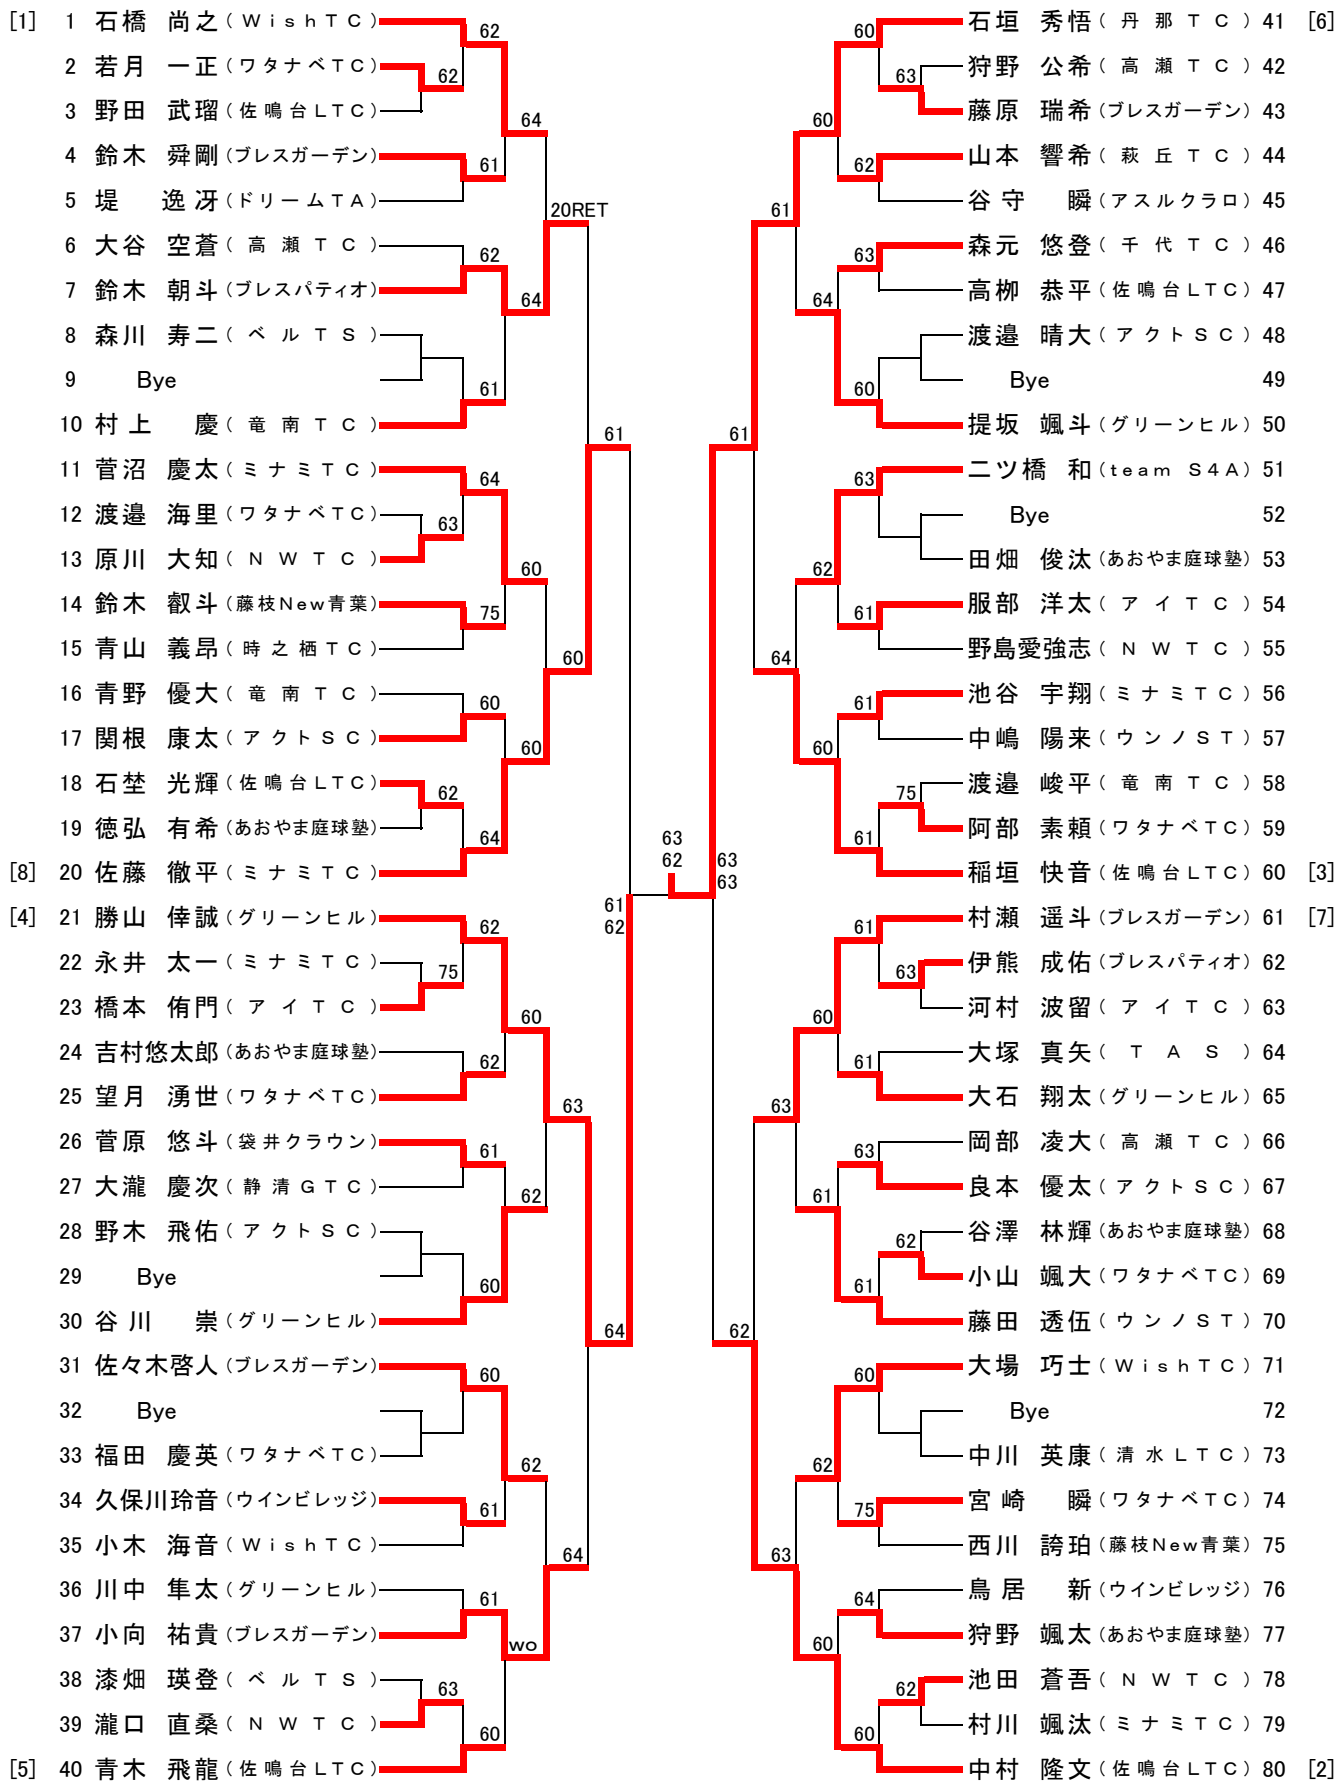 [1] 1 石橋 尚之 (WishTC)
2 若月 一正 (ワタナベTC)
3 野田 武瑠 (佐鳴台LTC)
4 鈴木 舜剛 (ブレスガーデン)
5 堤 逸冴 (ドリームTA)
6 大谷 空蒼 (高瀬TC)
7 鈴木 朝斗 (ブレスパティオ)
8 森川 寿二 (ベルTS)
9 Bye
10 村上 慶 (竜南TC)
11 菅沼 慶太 (ミナミTC)
12 渡邉 海里 (ワタナベTC)
13 原川 大知 (NWTC)
14 鈴木 叡斗 (藤枝New青葉)
15 青山 義昂 (時之栖TC)
16 青野 優大 (竜南TC)
17 関根 康太 (アクトSC)
18 石埜 光輝 (佐鳴台LTC)
19 徳弘 有希 (あおやま庭球塾)
[8] 20 佐藤 徹平 (ミナミTC)
[4] 21 勝山 倖誠 (グリーンヒル)
22 永井 太一 (ミナミTC)
23 橋本 侑門 (アイTC)
24 吉村悠太郎 (あおやま庭球塾)
25 望月 湧世 (ワタナベTC)
26 菅原 悠斗 (袋井クラウン)
27 大瀧 慶次 (静清GTC)
28 野木 飛佑 (アクトSC)
29 Bye
30 谷川 崇 (グリーンヒル)
31 佐々木啓人 (ブレスガーデン)
32 Bye
33 福田 慶英 (ワタナベTC)
34 久保川玲音 (ウインビレッジ)
35 小木 海音 (WishTC)
36 川中 隼太 (グリーンヒル)
37 小向 祐貴 (ブレスガーデン)
38 漆畑 瑛登 (ベルTS)
39 瀧口 直桑 (NWTC)
[5] 40 青木 飛龍 (佐鳴台LTC)
62
62
61
62
61
64
63
75
60
62
64
62
75
62
61
60
60
61
61
63
60
64
64
60
60
60
62
62
wo
20RET
60
63
64
61
64
61
62
63
62
63
63
61
62
61
64
63
63
60
64
62
60
60
61
62
61
60
63
62
63
60
63
61
61
75
61
61
63
61
63
62
61
60
75
64
62
60
石垣 秀悟 (丹那TC) 41 [6]
狩野 公希 (高瀬TC) 42
藤原 瑞希 (ブレスガーデン) 43
山本 響希 (萩丘TC) 44
谷守 瞬 (アスルクラロ) 45
森元 悠登 (千代TC) 46
高栁 恭平 (佐鳴台LTC) 47
渡邉 晴大 (アクトSC) 48
Bye 49
提坂 颯斗 (グリーンヒル) 50
二ツ橋 和 (team S4A) 51
Bye 52
田畑 俊汰 (あおやま庭球塾) 53
服部 洋太 (アイTC) 54
野島愛強志 (NWTC) 55
池谷 宇翔 (ミナミTC) 56
中嶋 陽来 (ウンノST) 57
渡邉 峻平 (竜南TC) 58
阿部 素頼 (ワタナベTC) 59
稲垣 快音 (佐鳴台LTC) 60 [3]
村瀬 遥斗 (ブレスガーデン) 61 [7]
伊熊 成佑 (ブレスパティオ) 62
河村 波留 (アイTC) 63
大塚 真矢 (TAS) 64
大石 翔太 (グリーンヒル) 65
岡部 凌大 (高瀬TC) 66
良本 優太 (アクトSC) 67
谷澤 林輝 (あおやま庭球塾) 68
小山 颯大 (ワタナベTC) 69
藤田 透伍 (ウンノST) 70
大場 巧士 (WishTC) 71
Bye 72
中川 英康 (清水LTC) 73
宮崎 瞬 (ワタナベTC) 74
西川 誇珀 (藤枝New青葉) 75
鳥居 新 (ウインビレッジ) 76
狩野 颯太 (あおやま庭球塾) 77
池田 蒼吾 (NWTC) 78
村川 颯汰 (ミナミTC) 79
中村 隆文 (佐鳴台LTC) 80 [2]